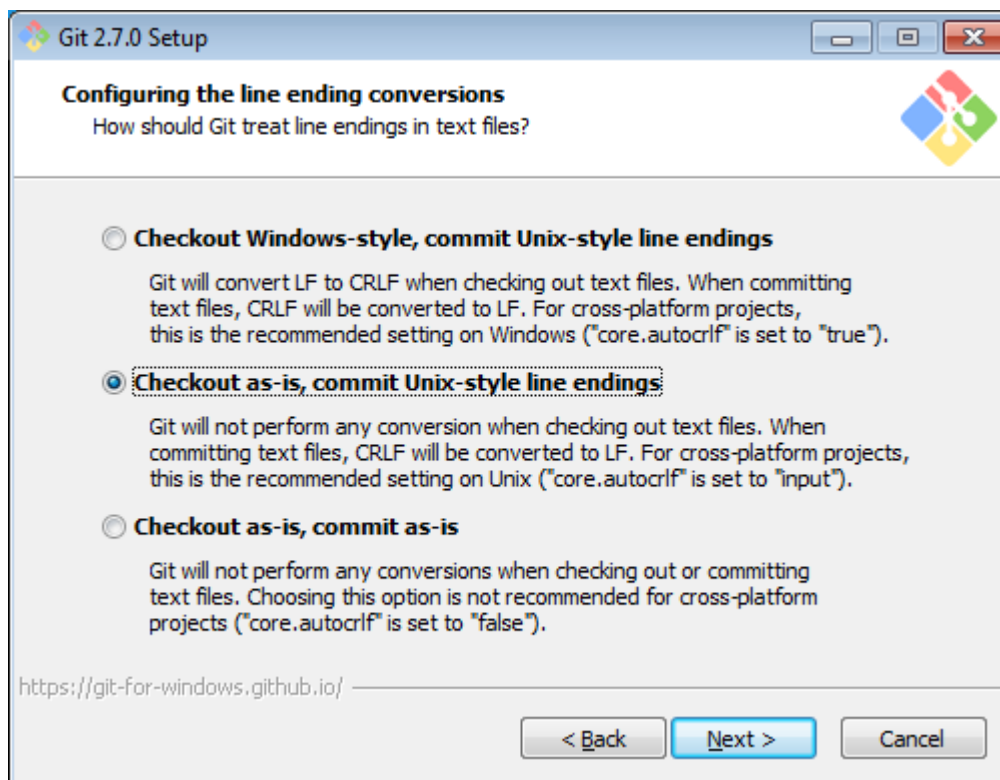 Git 2.7.0 Setup
Configuring the line ending conversions
How should Git treat line endings in text files?
Checkout Windows-style, commit Unix-style line endings
Git will convert LF to CRLF when checking out text files. When committing
text files, CRLF will be converted to LF. For cross-platform projects,
this is the recommended setting on Windows ("core.autocrlf" is set to "true").
Checkout as-is, commit Unix-style line endings
Git will not perform any conversion when checking out text files. When
committing text files, CRLF will be converted to LF. For cross-platform projects,
this is the recommended setting on Unix ("core.autocrlf" is set to "input").
Checkout as-is, commit as-is
Git will not perform any conversions when checking out or committing
text files. Choosing this option is not recommended for cross-platform
projects ("core.autocrlf" is set to "false").
https://git-for-windows.github.io/
< Back Next > Cancel